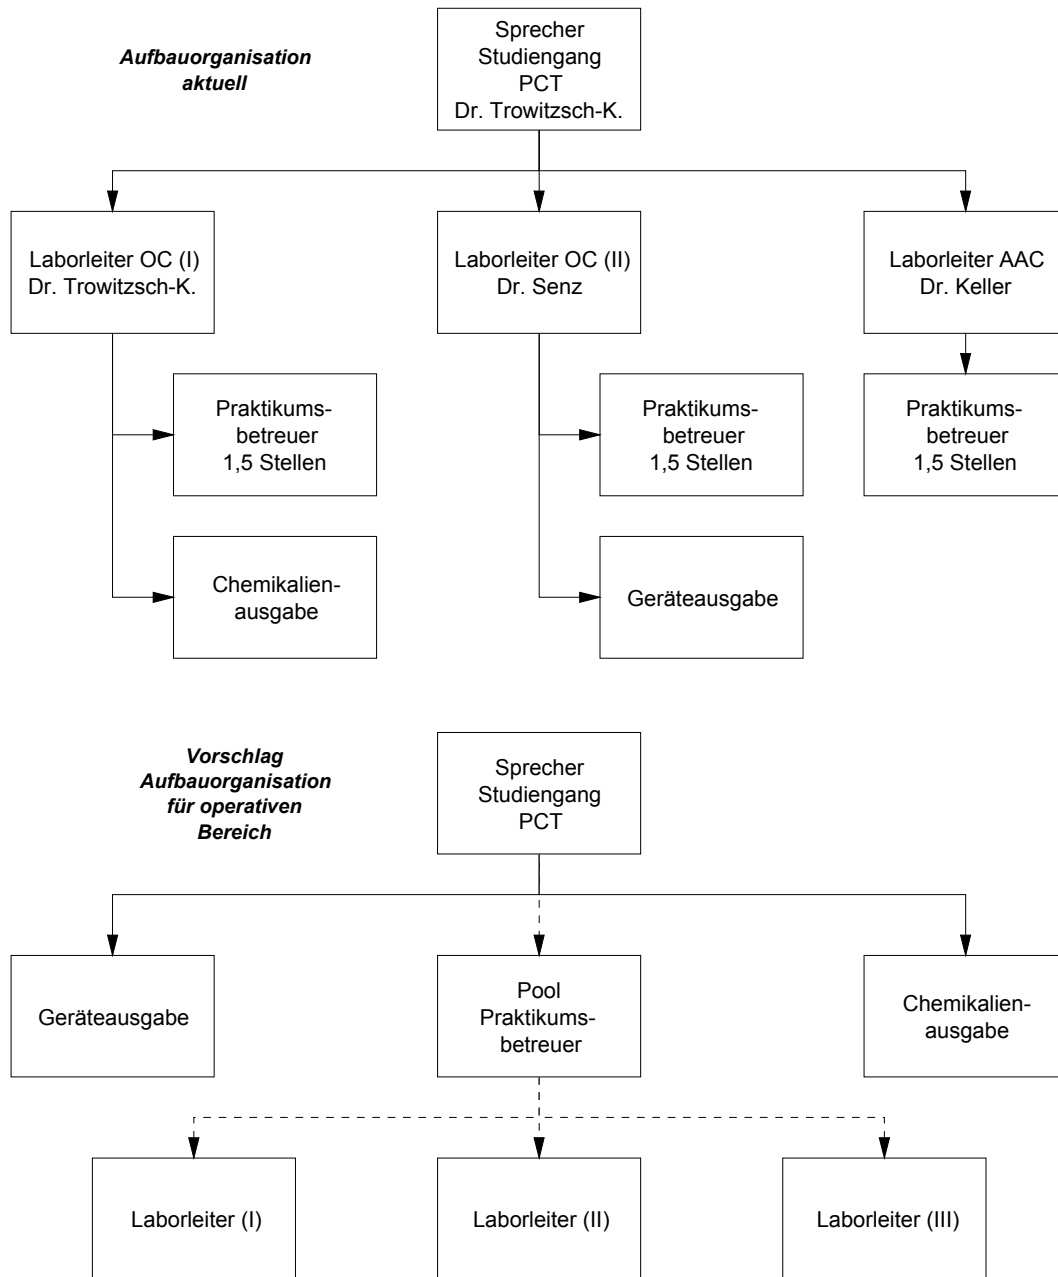 Aufbauorganisation
aktuell
Sprecher
Studiengang
PCT
Dr. Trowitzsch-K.
Laborleiter OC (I)
Dr. Trowitzsch-K.
Laborleiter OC (II)
Dr. Senz
Laborleiter AAC
Dr. Keller
Praktikums-
betreuer
1,5 Stellen
Praktikums-
betreuer
1,5 Stellen
Praktikums-
betreuer
1,5 Stellen
Chemikalien-
ausgabe
Geräteausgabe
Vorschlag
Aufbauorganisation
für operativen
Bereich
Sprecher
Studiengang
PCT
Geräteausgabe
Pool
Praktikums-
betreuer
Chemikalien-
ausgabe
Laborleiter (I)
Laborleiter (II)
Laborleiter (III)